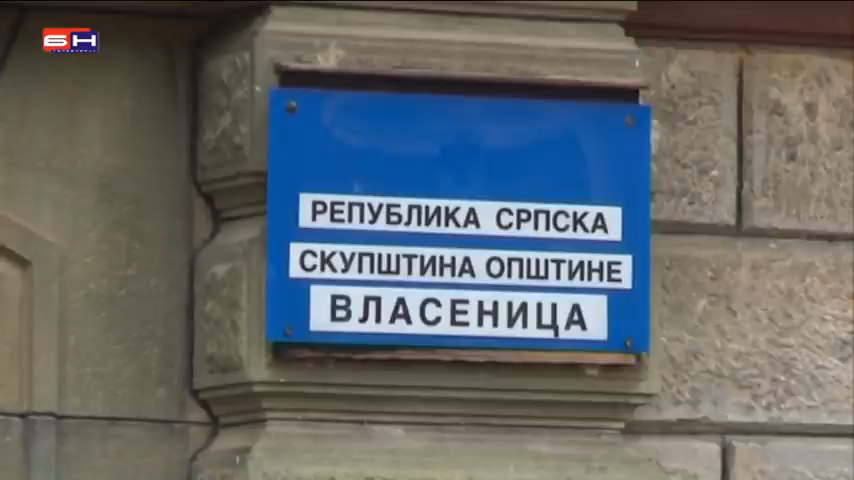 БН
РЕПУБЛИКА СРПСКА
СКУПШТИНА ОПШТИНЕ
ВЛАСЕНИЦА